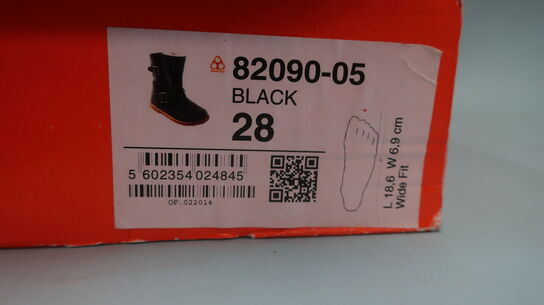 82090-05
BLACK
28
5 602354 024845
OF.022014
L 18,6 W 6,9 cm
Wide Fit